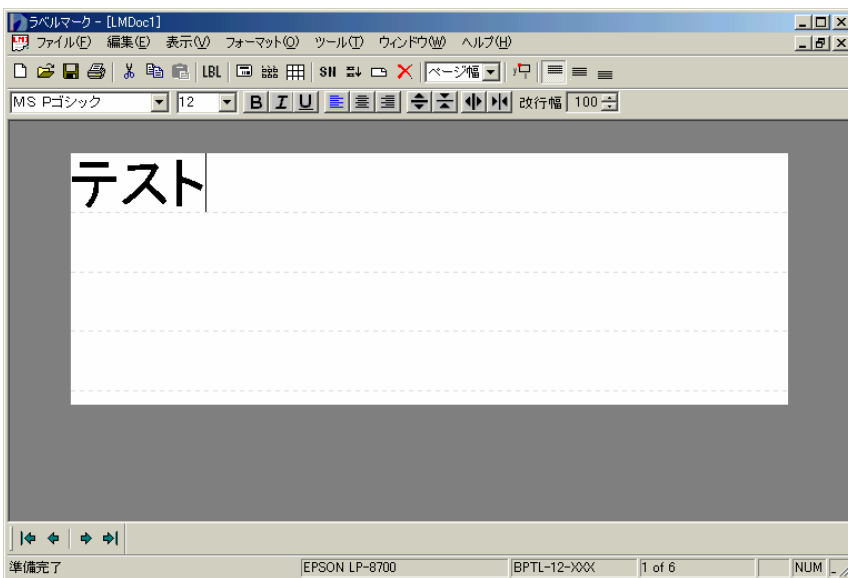 ラベルマーク - [LMDoc1]
ファイル(F) 編集(E) 表示(V) フォーマット(O) ツール(T) ウィンドウ(W) ヘルプ(H)
LBL SN ページ幅
MS Pゴシック 12 B I U 改行幅 100
テスト
準備完了 EPSON LP-8700 BPTL-12-XXX 1 of 6 NUM